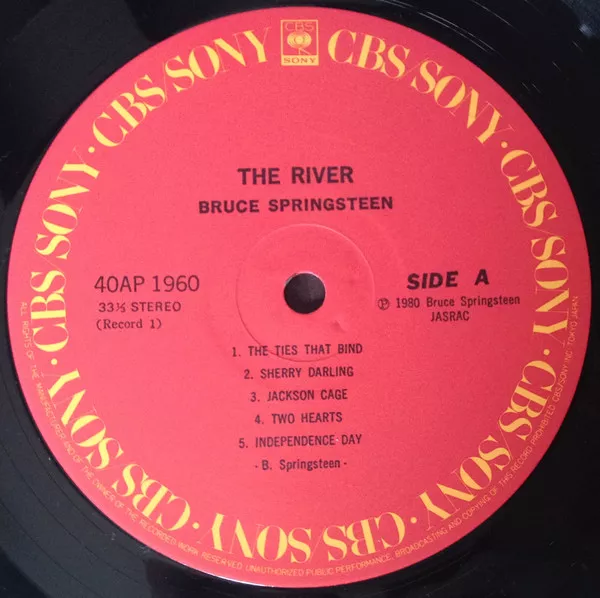 CBS
SONY
CBS/SONY · CBS/SONY · CBS/SONY · CBS/SONY · CBS/SONY · CBS/SONY · CBS/SONY · CBS/SONY
THE RIVER
BRUCE SPRINGSTEEN
40AP 1960
33⅓ STEREO
(Record 1)
SIDE A
Ⓟ 1980 Bruce Springsteen
JASRAC
1. THE TIES THAT BIND
2. SHERRY DARLING
3. JACKSON CAGE
4. TWO HEARTS
5. INDEPENDENCE DAY
- B. Springsteen -
ALL RIGHTS OF THE MANUFACTURER AND OF THE OWNER OF THE RECORDED WORK RESERVED. UNAUTHORIZED PUBLIC PERFORMANCE, BROADCASTING AND COPYING OF THIS RECORD PROHIBITED. CBS/SONY INC. TOKYO JAPAN